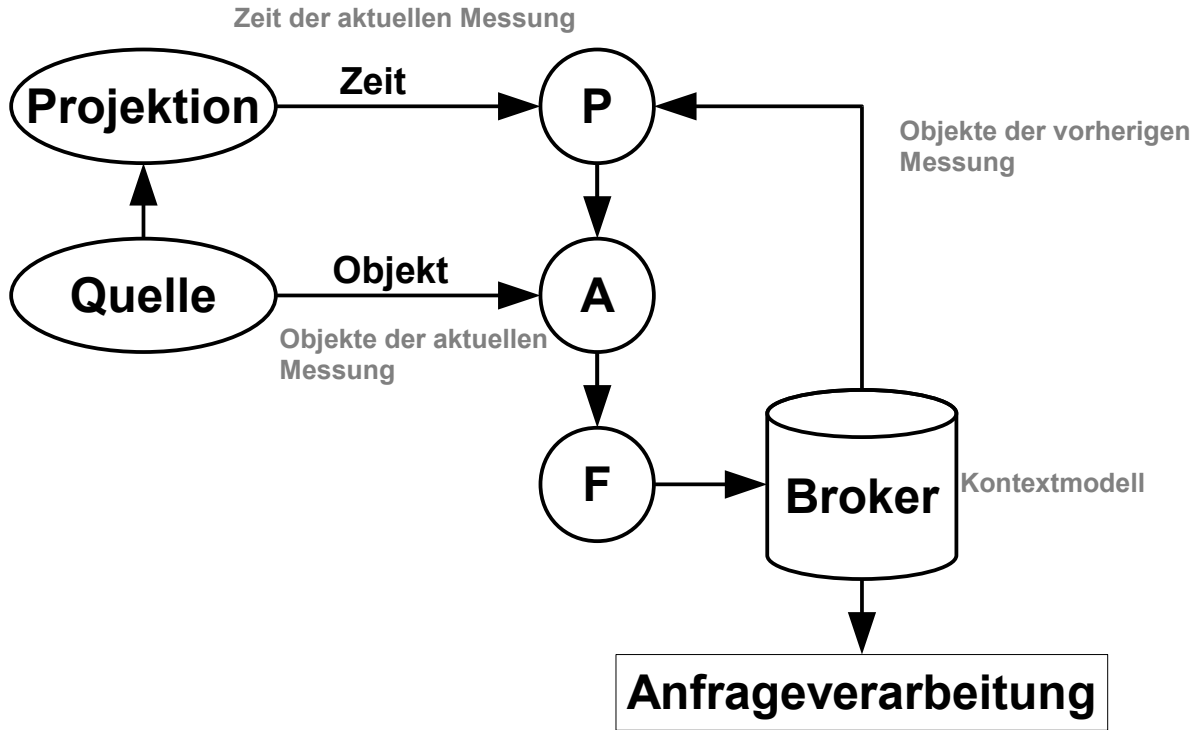 Zeit der aktuellen Messung
Projektion
Zeit
P
Objekte der vorherigen
Messung
Quelle
Objekt
A
Objekte der aktuellen
Messung
F
Broker
Kontextmodell
Anfrageverarbeitung